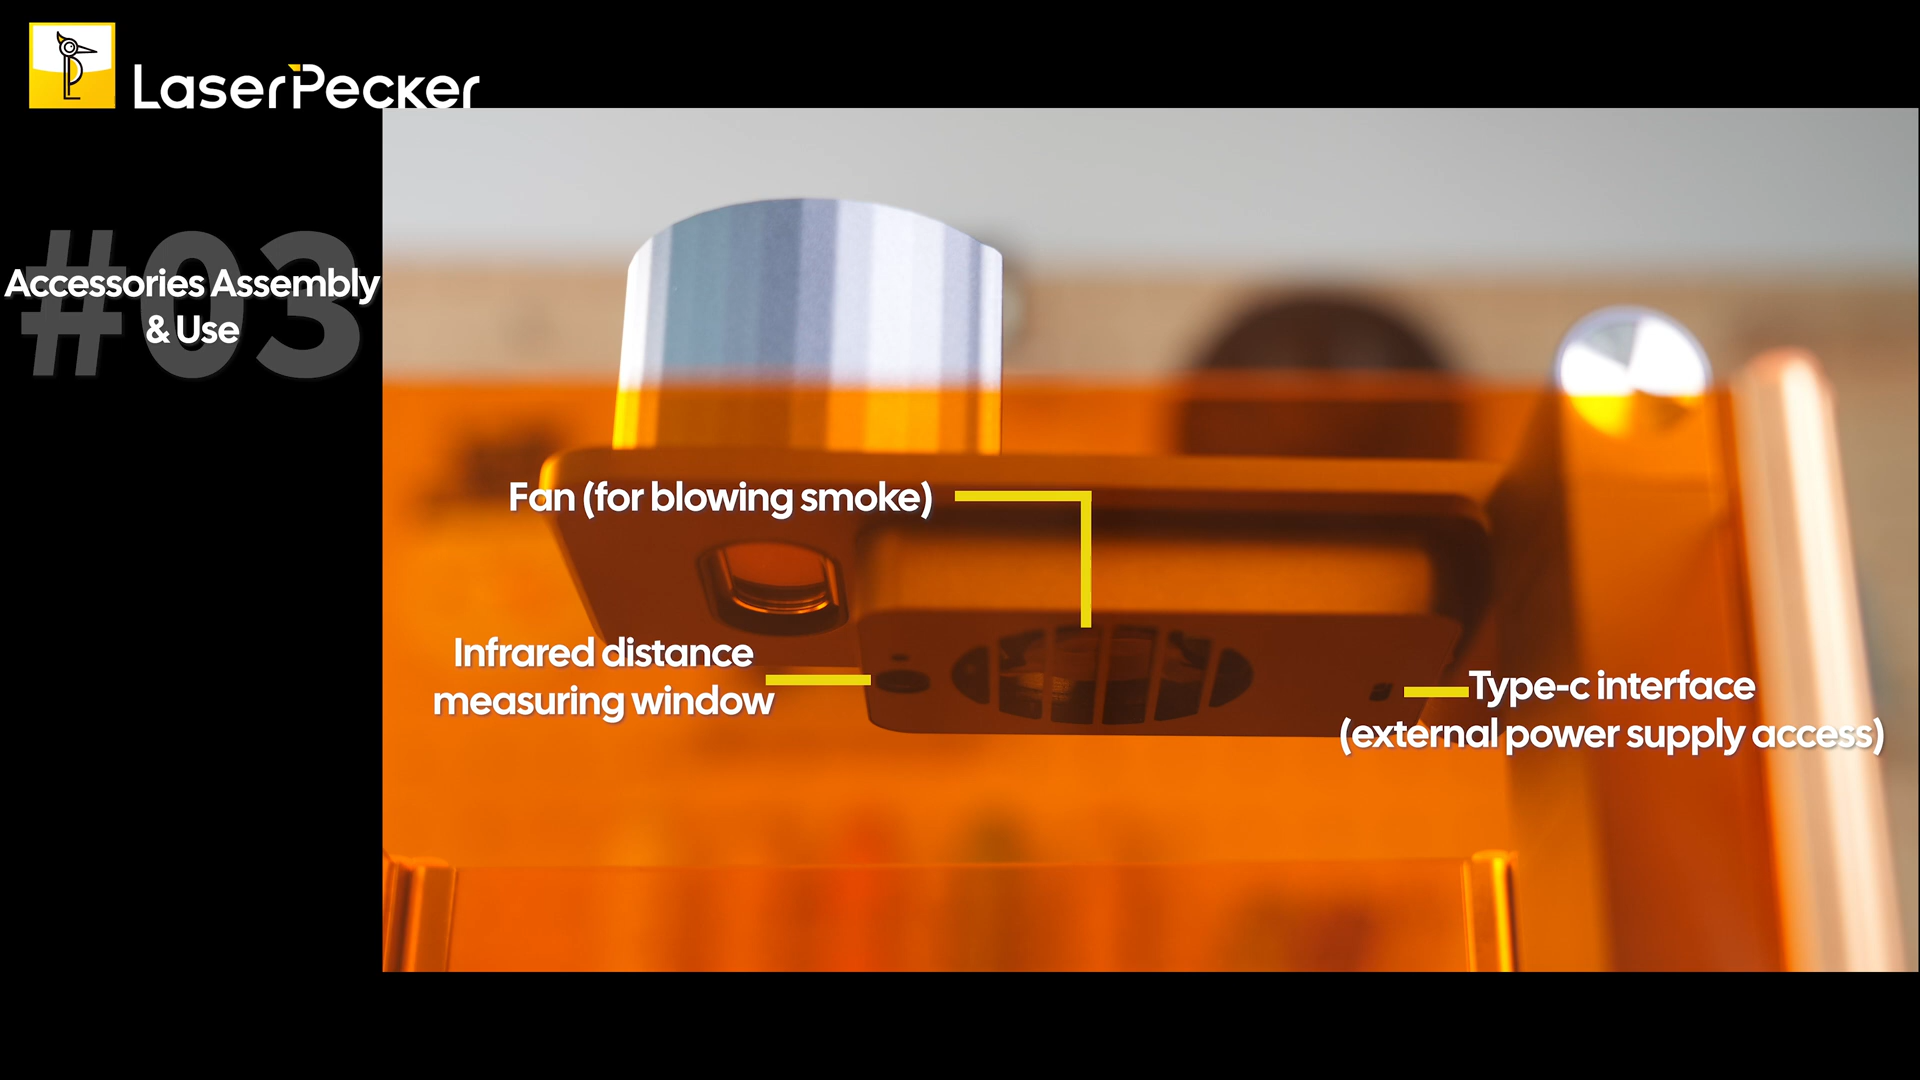 LaserPecker
#03
Accessories Assembly
& Use
Fan (for blowing smoke)
Infrared distance
measuring window
Type-c interface
(external power supply access)